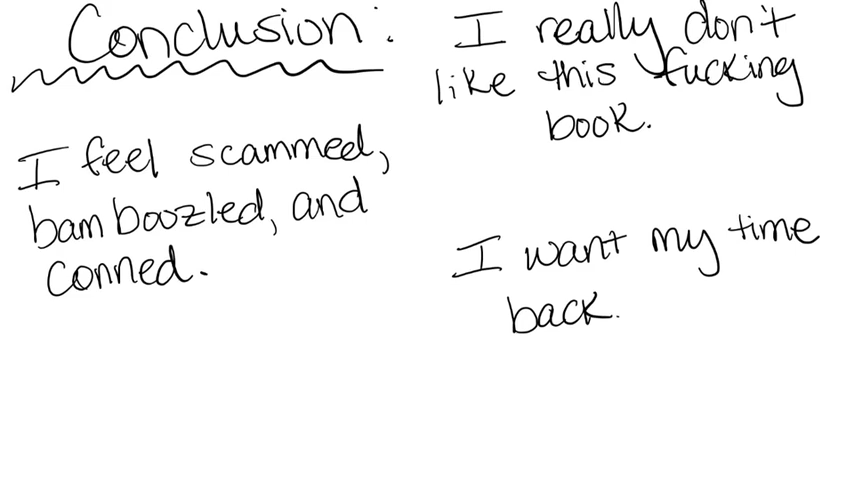 Conclusion:
I feel scammed,
bamboozled, and
conned.
I really don't
like this fucking
book.
I want my time
back.